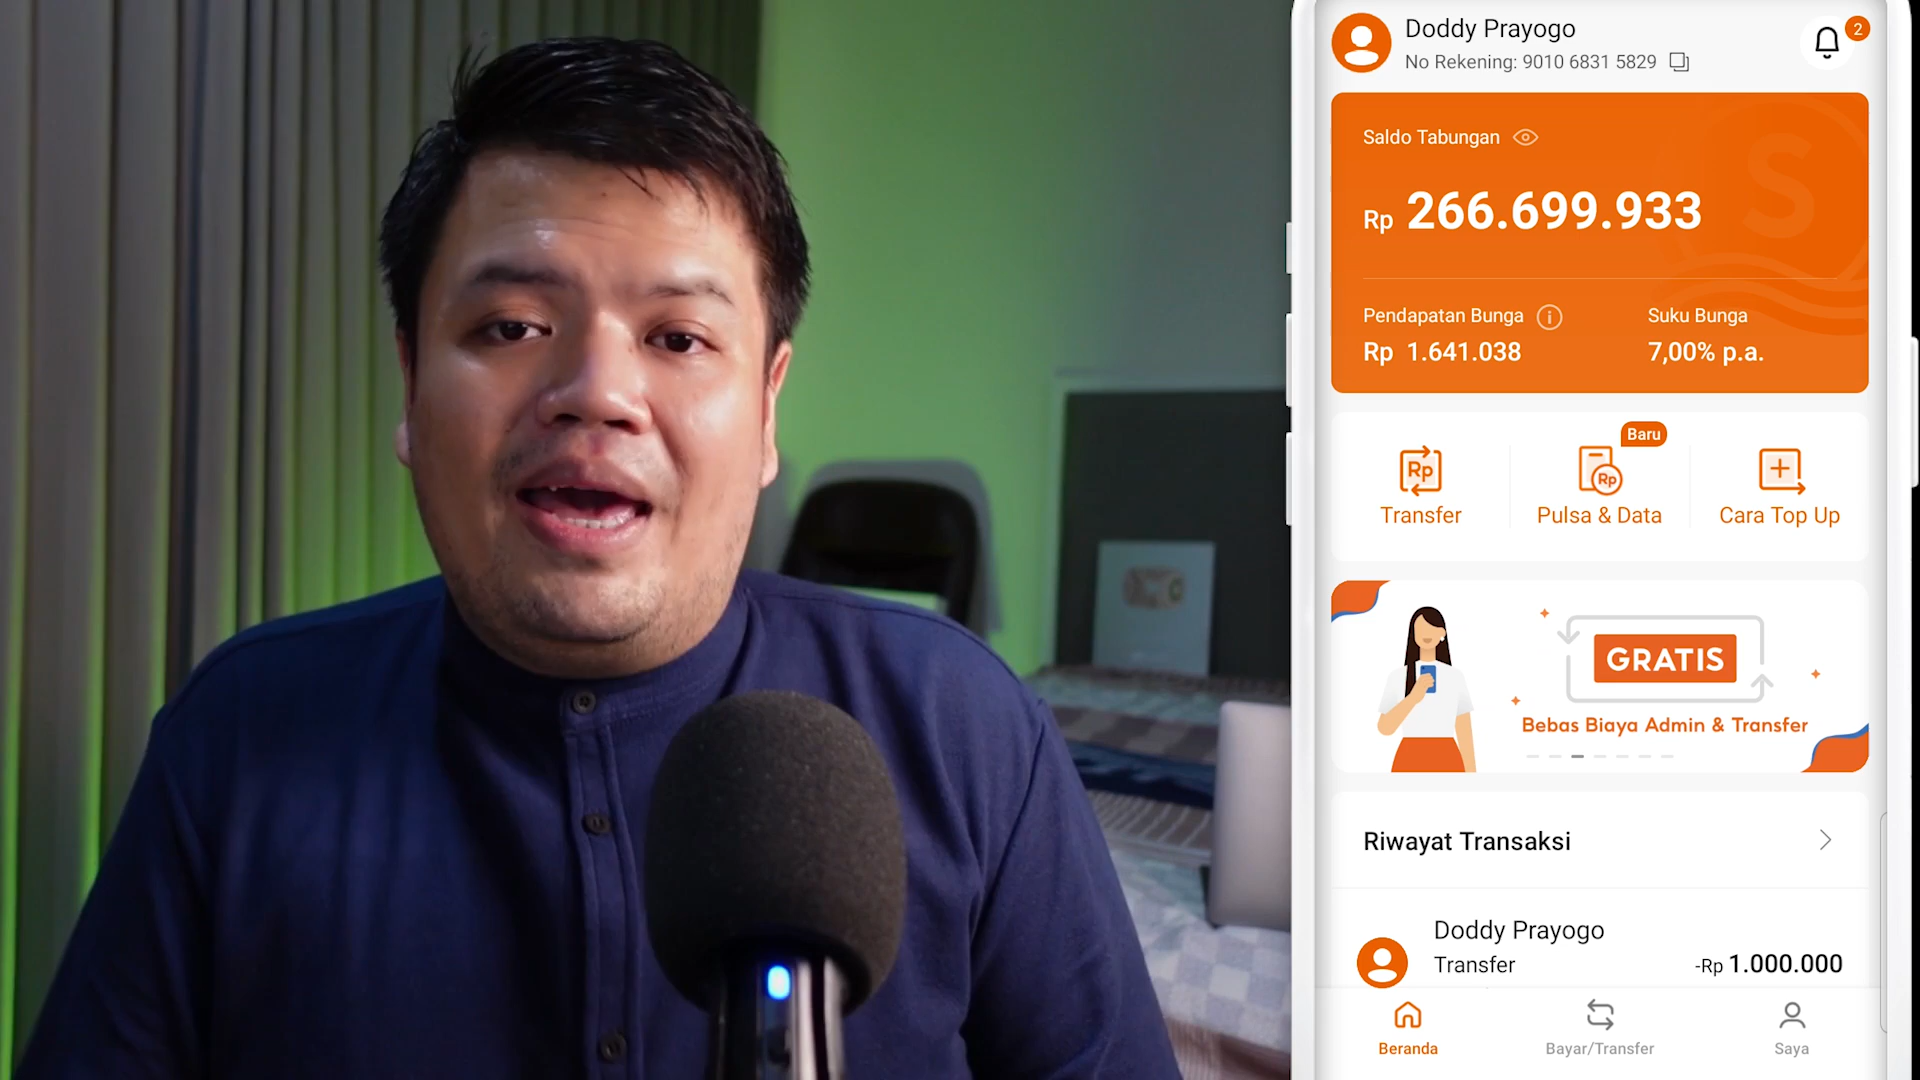 Doddy Prayogo
No Rekening: 9010 6831 5829
2
Saldo Tabungan
Rp 266.699.933
Pendapatan Bunga
Rp 1.641.038
Suku Bunga
7,00% p.a.
Baru
Transfer
Pulsa & Data
Cara Top Up
GRATIS
Bebas Biaya Admin & Transfer
Riwayat Transaksi
Doddy Prayogo
Transfer
-Rp 1.000.000
Beranda
Bayar/Transfer
Saya